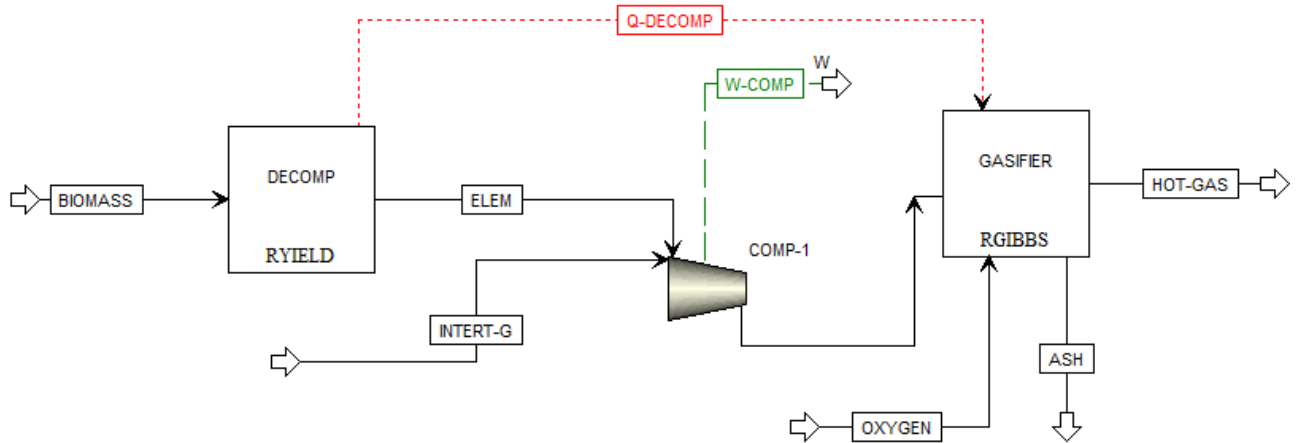 Q-DECOMP
W
W-COMP
DECOMP
GASIFIER
BIOMASS
ELEM
HOT-GAS
RYIELD
RGIBBS
COMP-1
INTERT-G
ASH
OXYGEN